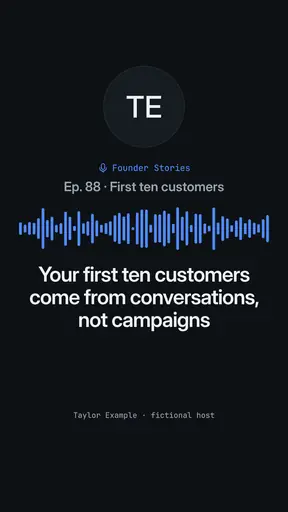 TE
Founder Stories
Ep. 88 · First ten customers
Your first ten customers
come from conversations,
not campaigns
Taylor Example · fictional host